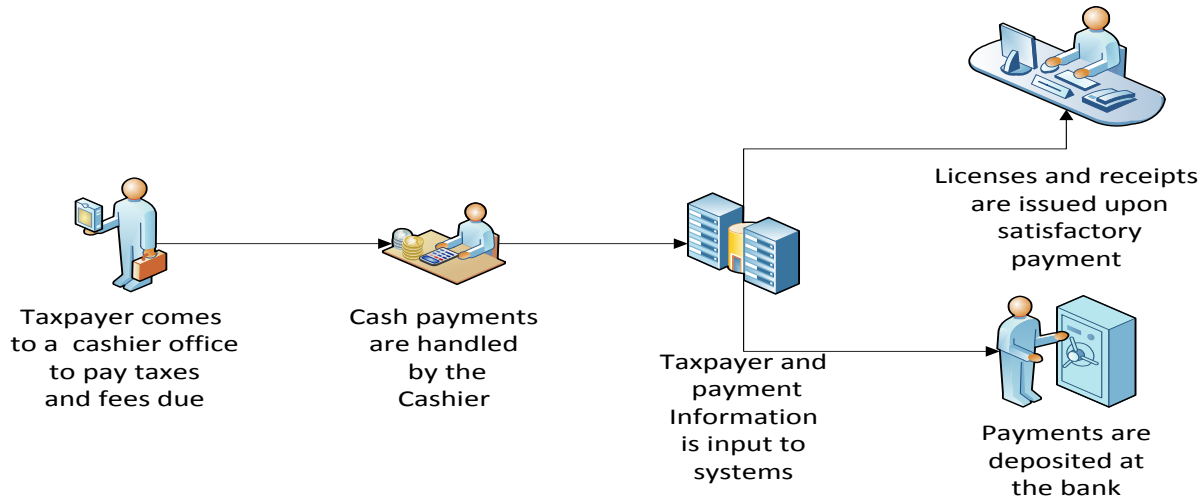 Taxpayer comes
to a cashier office
to pay taxes
and fees due
Cash payments
are handled
by the
Cashier
Taxpayer and
payment
Information
is input to
systems
Licenses and receipts
are issued upon
satisfactory
payment
Payments are
deposited at
the bank